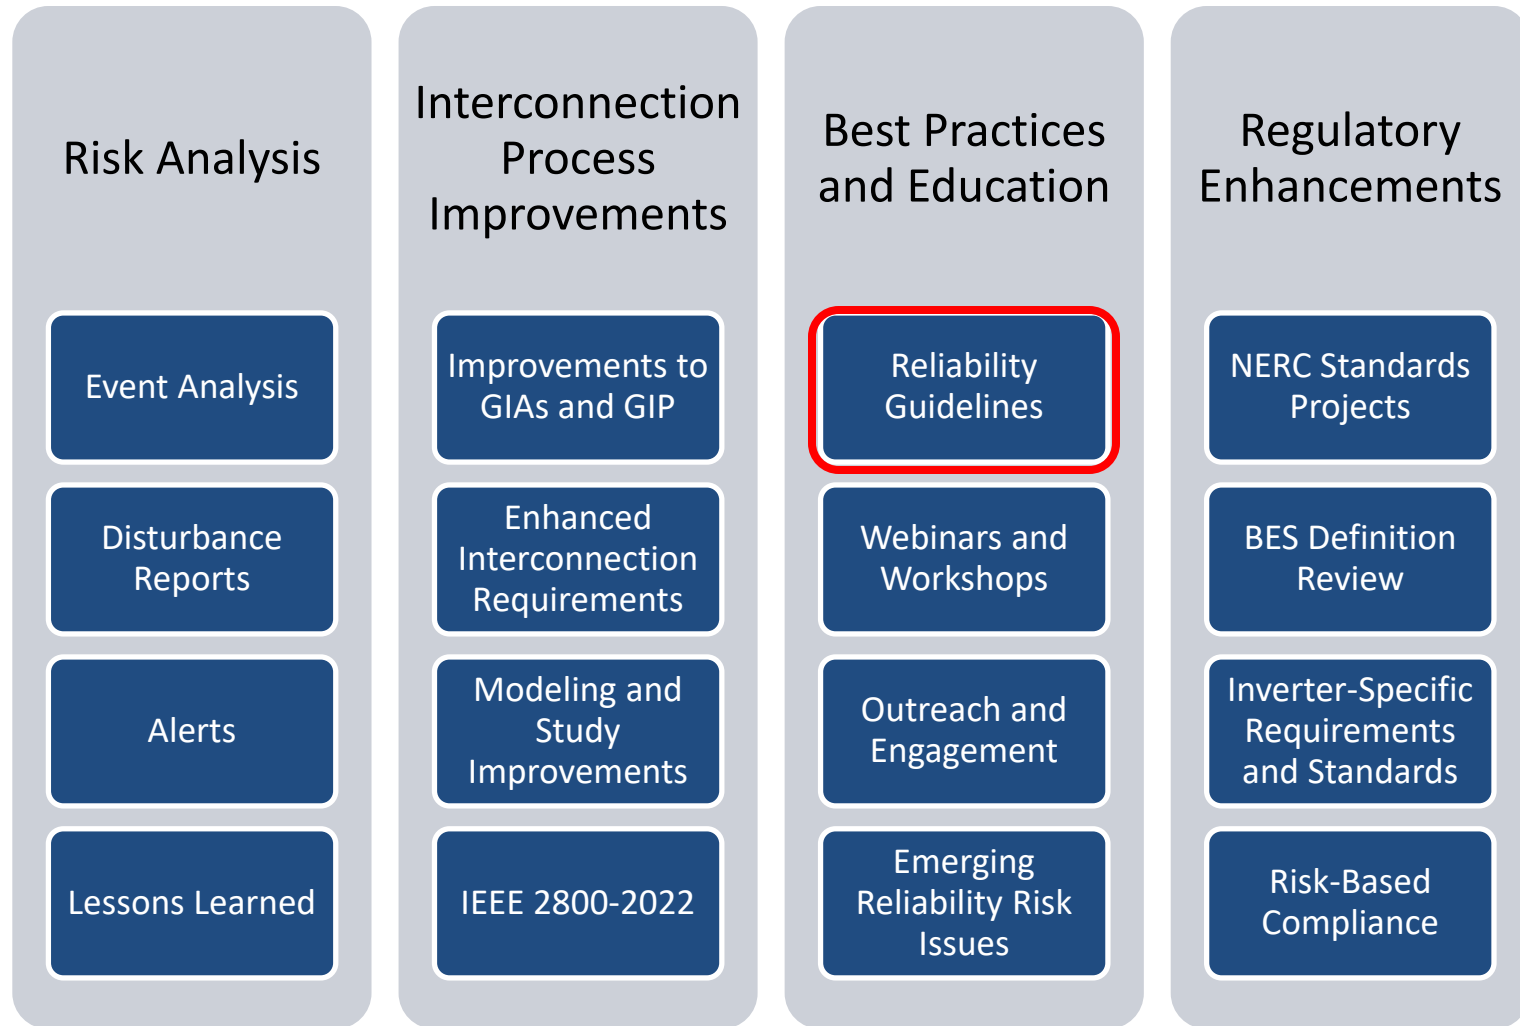 Risk Analysis
Event Analysis
Disturbance
Reports
Alerts
Lessons Learned
Interconnection
Process
Improvements
Improvements to
GIAs and GIP
Enhanced
Interconnection
Requirements
Modeling and
Study
Improvements
IEEE 2800-2022
Best Practices
and Education
Reliability
Guidelines
Webinars and
Workshops
Outreach and
Engagement
Emerging
Reliability Risk
Issues
Regulatory
Enhancements
NERC Standards
Projects
BES Definition
Review
Inverter-Specific
Requirements
and Standards
Risk-Based
Compliance